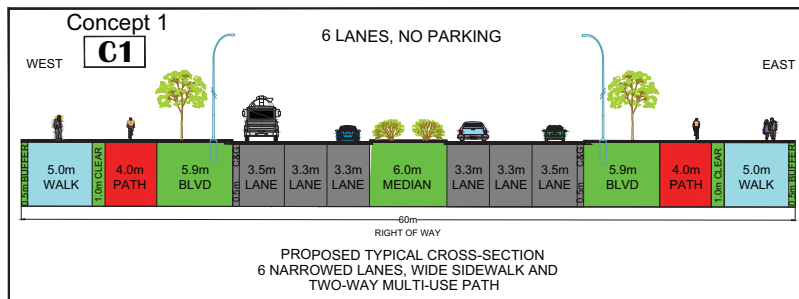 Concept 1
C1
6 LANES, NO PARKING
WEST
EAST
0.5m BUFFER
5.0m
WALK
1.0m CLEAR
4.0m
PATH
5.9m
BLVD
0.5m C&G
3.5m
LANE
3.3m
LANE
3.3m
LANE
6.0m
MEDIAN
3.3m
LANE
3.3m
LANE
3.5m
LANE
0.5m C&G
5.9m
BLVD
4.0m
PATH
1.0m CLEAR
5.0m
WALK
0.5m BUFFER
60m
RIGHT OF WAY
PROPOSED TYPICAL CROSS-SECTION
6 NARROWED LANES, WIDE SIDEWALK AND
TWO-WAY MULTI-USE PATH